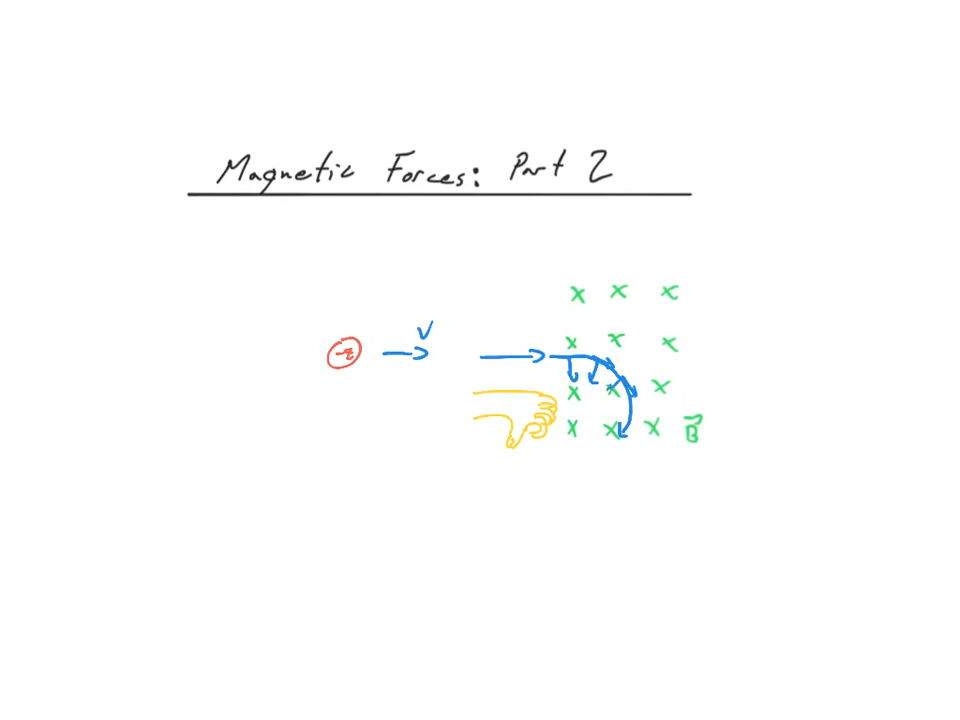 Magnetic Forces: Part 2
x x x
V
x x x
-q
x x x
x x x B